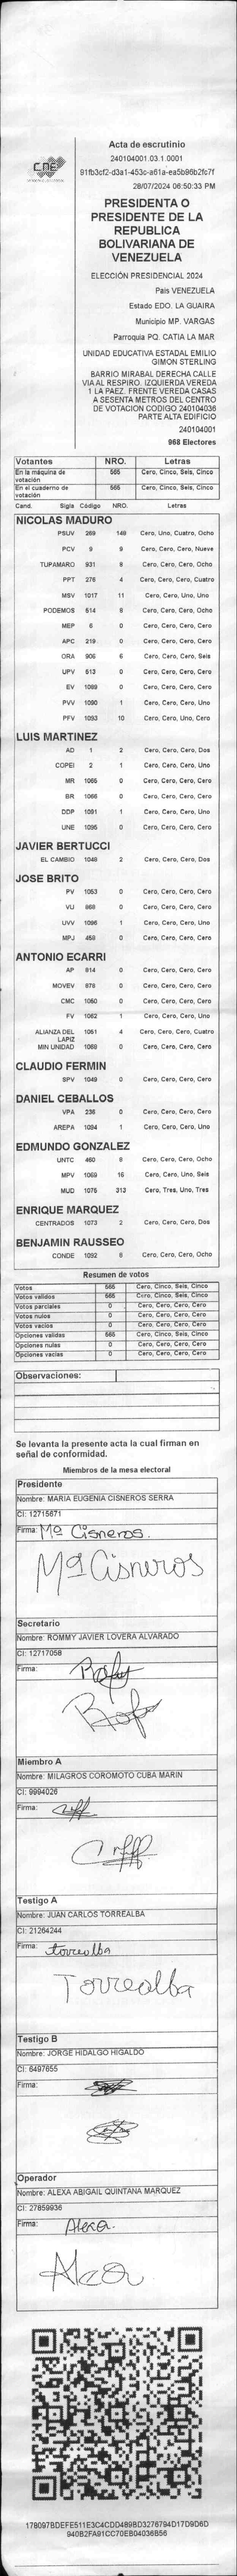 CNE
Acta de escrutinio
240104001.03.1.0001
91fb3cf2-d3a1-453c-a61a-ea5b96b2fc7f
28/07/2024 06:50:33 PM
PRESIDENTA O
PRESIDENTE DE LA
REPUBLICA
BOLIVARIANA DE
VENEZUELA
ELECCIÓN PRESIDENCIAL 2024
Pais VENEZUELA
Estado EDO. LA GUAIRA
Municipio MP. VARGAS
Parroquia PQ. CATIA LA MAR
UNIDAD EDUCATIVA ESTADAL EMILIO
GIMON STERLING
BARRIO MIRABAL DERECHA CALLE
VIA AL RESPIRO. IZQUIERDA VEREDA
1 LA PAEZ. FRENTE VEREDA CASAS
A SESENTA METROS DEL CENTRO
DE VOTACION CODIGO 240104036
PARTE ALTA EDIFICIO
240104001
968 Electores
Votantes NRO. Letras
En la máquina de votación 565 Cero, Cinco, Seis, Cinco
En el cuaderno de votación 565 Cero, Cinco, Seis, Cinco
Cand. Sigla Código NRO. Letras
NICOLAS MADURO
PSUV 269 148 Cero, Uno, Cuatro, Ocho
PCV 9 9 Cero, Cero, Cero, Nueve
TUPAMARO 931 8 Cero, Cero, Cero, Ocho
PPT 276 4 Cero, Cero, Cero, Cuatro
MSV 1017 11 Cero, Cero, Uno, Uno
PODEMOS 514 8 Cero, Cero, Cero, Ocho
MEP 6 0 Cero, Cero, Cero, Cero
APC 219 0 Cero, Cero, Cero, Cero
ORA 906 6 Cero, Cero, Cero, Seis
UPV 513 0 Cero, Cero, Cero, Cero
EV 1089 0 Cero, Cero, Cero, Cero
PVV 1090 1 Cero, Cero, Cero, Uno
PFV 1093 10 Cero, Cero, Uno, Cero
LUIS MARTINEZ
AD 1 2 Cero, Cero, Cero, Dos
COPEI 2 1 Cero, Cero, Cero, Uno
MR 1065 0 Cero, Cero, Cero, Cero
BR 1066 0 Cero, Cero, Cero, Cero
DDP 1091 1 Cero, Cero, Cero, Uno
UNE 1095 0 Cero, Cero, Cero, Cero
JAVIER BERTUCCI
EL CAMBIO 1048 2 Cero, Cero, Cero, Dos
JOSE BRITO
PV 1053 0 Cero, Cero, Cero, Cero
VU 868 0 Cero, Cero, Cero, Cero
UVV 1096 1 Cero, Cero, Cero, Uno
MPJ 458 0 Cero, Cero, Cero, Cero
ANTONIO ECARRI
AP 914 0 Cero, Cero, Cero, Cero
MOVEV 878 0 Cero, Cero, Cero, Cero
CMC 1050 0 Cero, Cero, Cero, Cero
FV 1052 1 Cero, Cero, Cero, Uno
ALIANZA DEL LAPIZ 1051 4 Cero, Cero, Cero, Cuatro
MIN UNIDAD 1068 0 Cero, Cero, Cero, Cero
CLAUDIO FERMIN
SPV 1049 0 Cero, Cero, Cero, Cero
DANIEL CEBALLOS
VPA 236 0 Cero, Cero, Cero, Cero
AREPA 1094 1 Cero, Cero, Cero, Uno
EDMUNDO GONZALEZ
UNTC 460 8 Cero, Cero, Cero, Ocho
MPV 1069 16 Cero, Cero, Uno, Seis
MUD 1076 313 Cero, Tres, Uno, Tres
ENRIQUE MARQUEZ
CENTRADOS 1073 2 Cero, Cero, Cero, Dos
BENJAMIN RAUSSEO
CONDE 1092 8 Cero, Cero, Cero, Ocho
Resumen de votos
Votos 565 Cero, Cinco, Seis, Cinco
Votos validos 565 Cero, Cinco, Seis, Cinco
Votos parciales 0 Cero, Cero, Cero, Cero
Votos nulos 0 Cero, Cero, Cero, Cero
Votos vacios 0 Cero, Cero, Cero, Cero
Opciones validas 565 Cero, Cinco, Seis, Cinco
Opciones nulas 0 Cero, Cero, Cero, Cero
Opciones vacias 0 Cero, Cero, Cero, Cero
Observaciones:
Se levanta la presente acta la cual firman en
señal de conformidad.
Miembros de la mesa electoral
Presidente
Nombre: MARIA EUGENIA CISNEROS SERRA
CI: 12715671
Firma: Mª Cisneros.
Mª Cisneros
Secretario
Nombre: ROMMY JAVIER LOVERA ALVARADO
CI: 12717058
Firma:
Miembro A
Nombre: MILAGROS COROMOTO CUBA MARIN
CI: 9994026
Firma:
Testigo A
Nombre: JUAN CARLOS TORREALBA
CI: 21264244
Firma: torrealba
Torrealba
Testigo B
Nombre: JORGE HIDALGO HIGALDO
CI: 6497655
Firma:
Operador
Nombre: ALEXA ABIGAIL QUINTANA MARQUEZ
CI: 27859936
Firma: Alexa.
178097BDEFE511E3C4CDD489BD3276794D17D9D6D
940B2FA91CC70EB04036B56